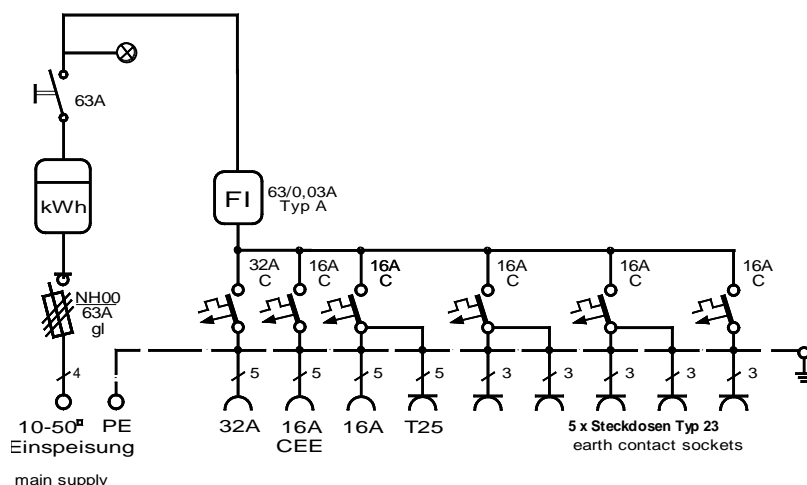 63A
kWh
NH00
63A
gl
4
10-50¤ PE
Einspeisung
main supply
FI
63/0,03A
Typ A
32A
C
16A
C
16A
C
16A
C
16A
C
16A
C
5 5 5 5 3 3 3 3 3
32A 16A 16A T25
CEE
5 x Steckdosen Typ 23
earth contact sockets